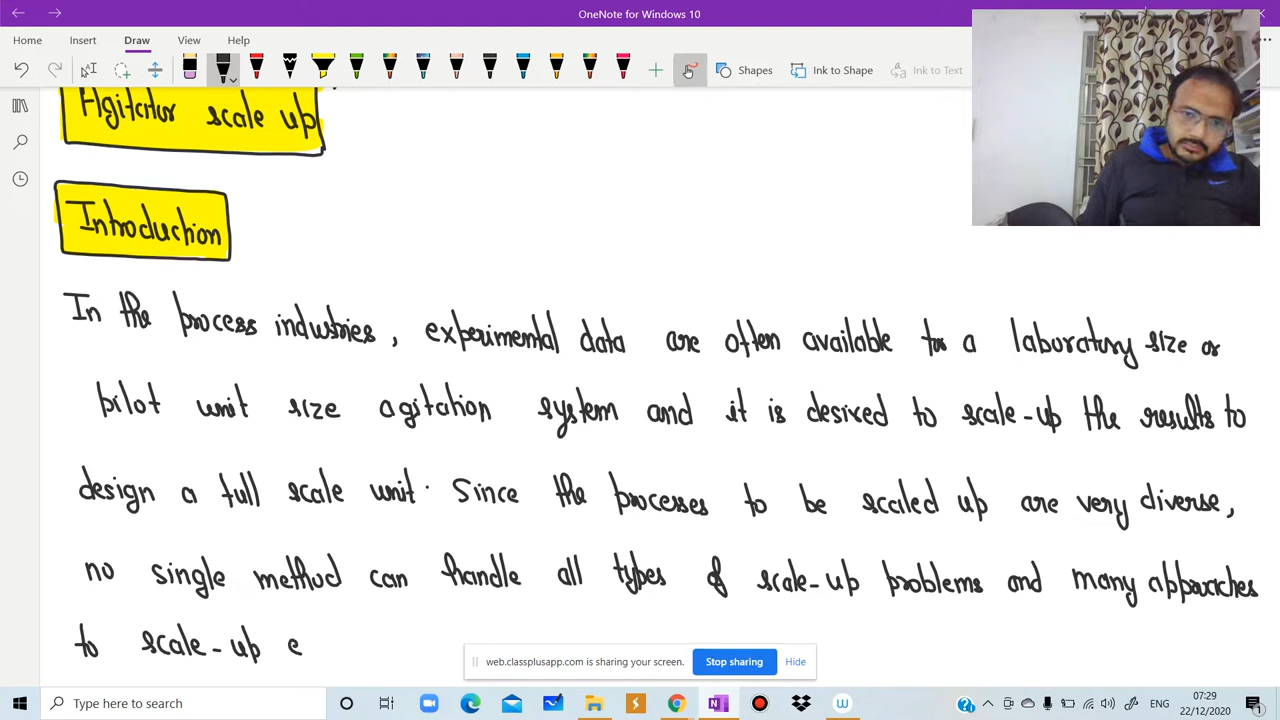 OneNote for Windows 10
Home Insert Draw View Help
Shapes Ink to Shape Ink to Text
Agitator scale up
Introduction
In the process industries, experimental data are often available for a laboratory size or
pilot unit size agitation system and it is desired to scale-up the results to
design a full scale unit. Since the processes to be scaled up are very diverse,
no single method can handle all types of scale-up problems and many approaches
to scale-up e
web.classplusapp.com is sharing your screen. Stop sharing Hide
Type here to search
ENG
07:29
22/12/2020